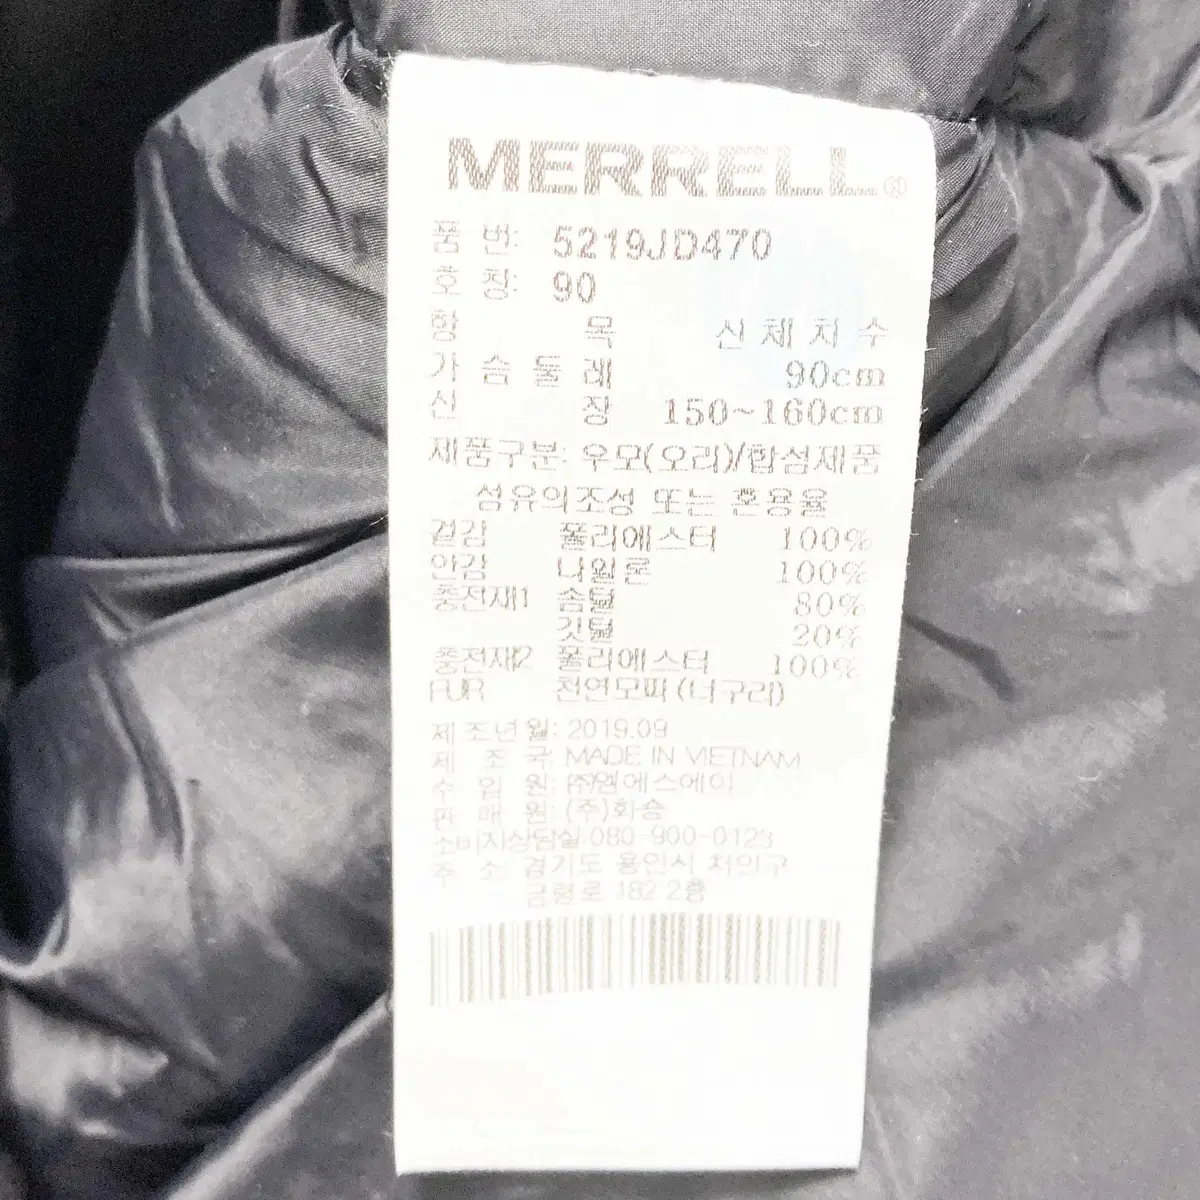 MERRELL®
품 번: 5219JD470
호 칭: 90
항 목 신체치수
가슴둘레 90cm
신 장 150~160cm
제품구분: 우모(오리)/합성제품
섬유의조성 또는 혼용율
겉감 폴리에스터 100%
안감 나일론 100%
충전재1 솜털 80%
깃털 20%
충전재2 폴리에스터 100%
FUR 천연모피(너구리)
제조년월: 2019.09
제 조 국: MADE IN VIETNAM
수 입 원: (주)엠에스에이
판 매 원: (주)화승
소비자상담실:080-900-0123
주 소: 경기도 용인시 처인구
금령로 182 2층